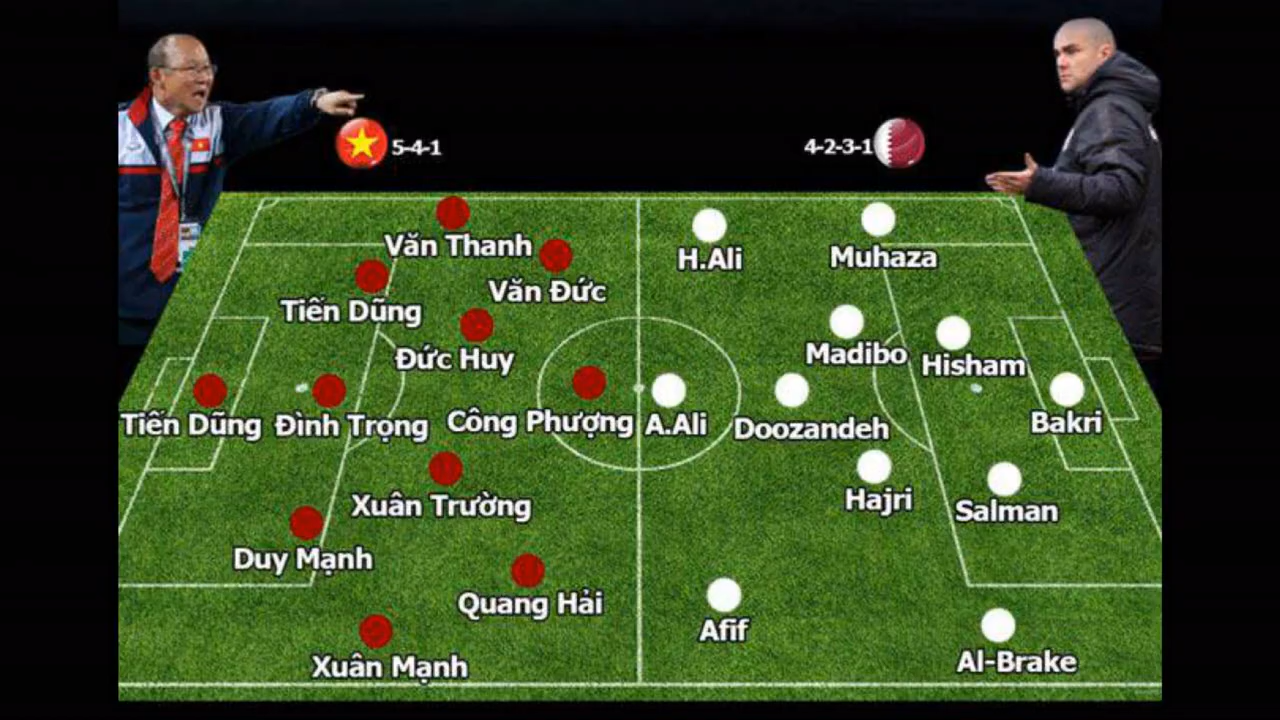 5-4-1
4-2-3-1
Văn Thanh
H.Ali
Muhaza
Văn Đức
Tiến Dũng
Đức Huy
Madibo
Hisham
Tiến Dũng
Đình Trọng
Công Phượng
A.Ali
Doozandeh
Bakri
Xuân Trường
Hajri
Salman
Duy Mạnh
Quang Hải
Afif
Xuân Mạnh
Al-Brake